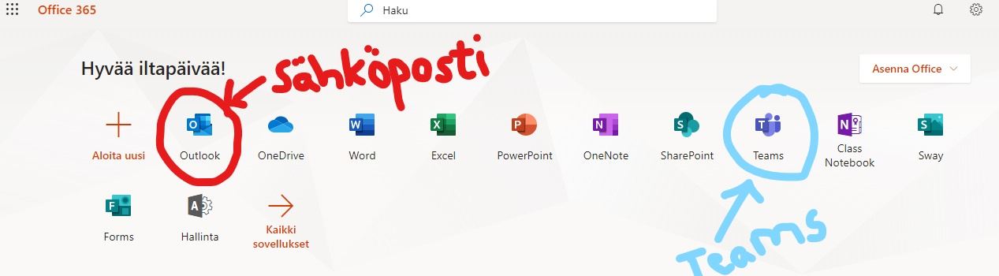 Office 365
Haku
Hyvää iltapäivää!
Sähköposti
Asenna Office
Aloita uusi
Outlook
OneDrive
Word
Excel
PowerPoint
OneNote
SharePoint
Teams
Class
Notebook
Sway
Forms
Hallinta
Kaikki
sovellukset
Teams